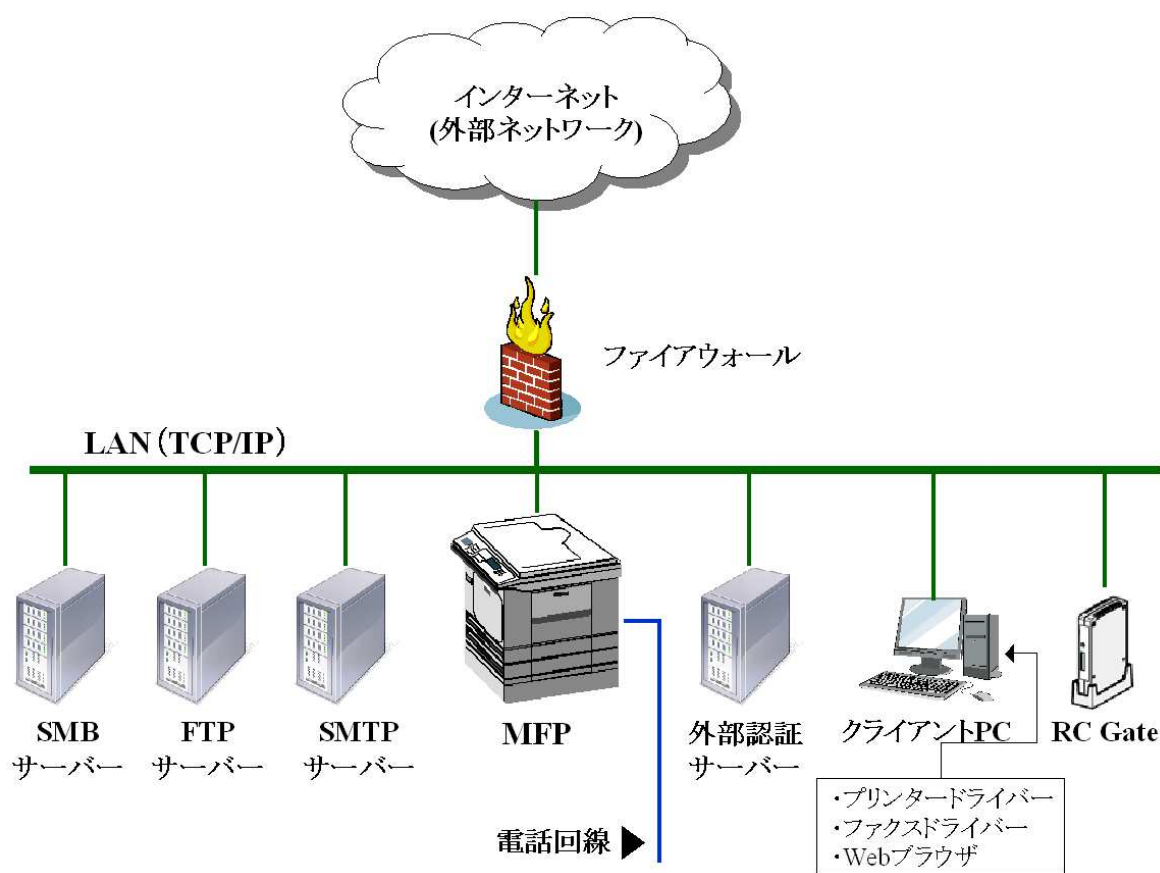 インターネット
(外部ネットワーク)
ファイアウォール
LAN（TCP/IP）
SMB
サーバー
FTP
サーバー
SMTP
サーバー
MFP
外部認証
サーバー
クライアントPC
RC Gate
・プリンタードライバー
・ファクスドライバー
・Webブラウザ
電話回線